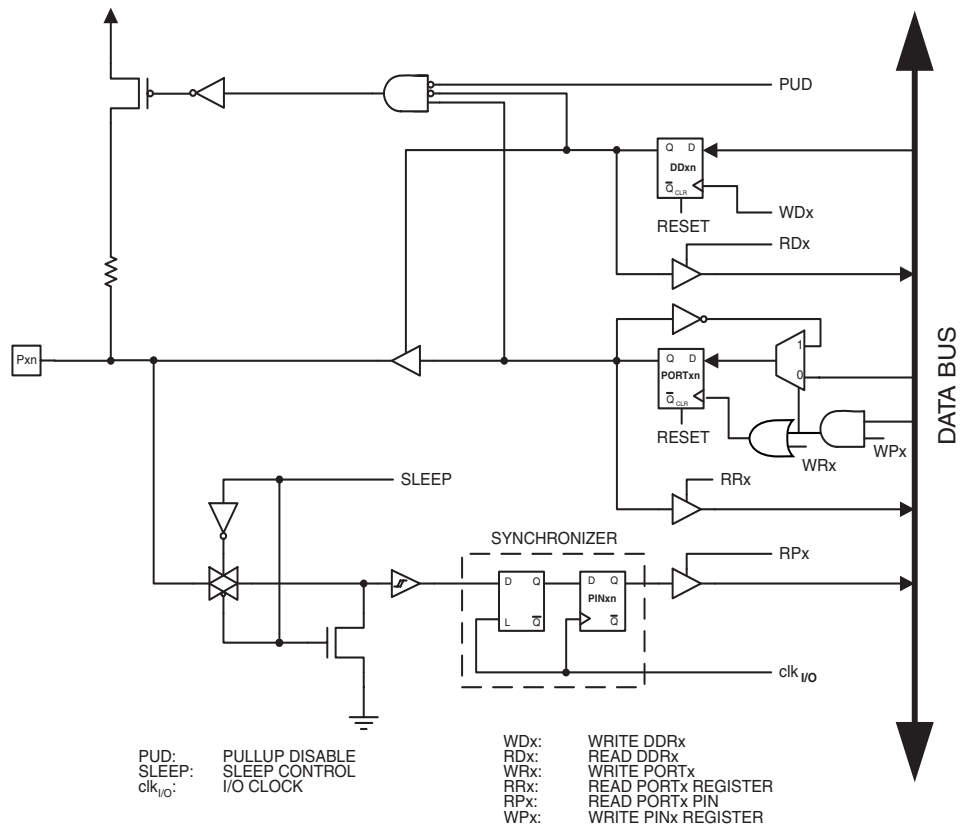 PUD
Q D
DDxn
Q CLR
WDx
RESET
RDx
Pxn
1
Q D
0
PORTxn
Q CLR
RESET
WRx
WPx
DATA BUS
SLEEP
RRx
SYNCHRONIZER
RPx
D Q
D Q
PINxn
L Q
Q
clk I/O
PUD: PULLUP DISABLE
SLEEP: SLEEP CONTROL
clkI/O: I/O CLOCK
WDx: WRITE DDRx
RDx: READ DDRx
WRx: WRITE PORTx
RRx: READ PORTx REGISTER
RPx: READ PORTx PIN
WPx: WRITE PINx REGISTER